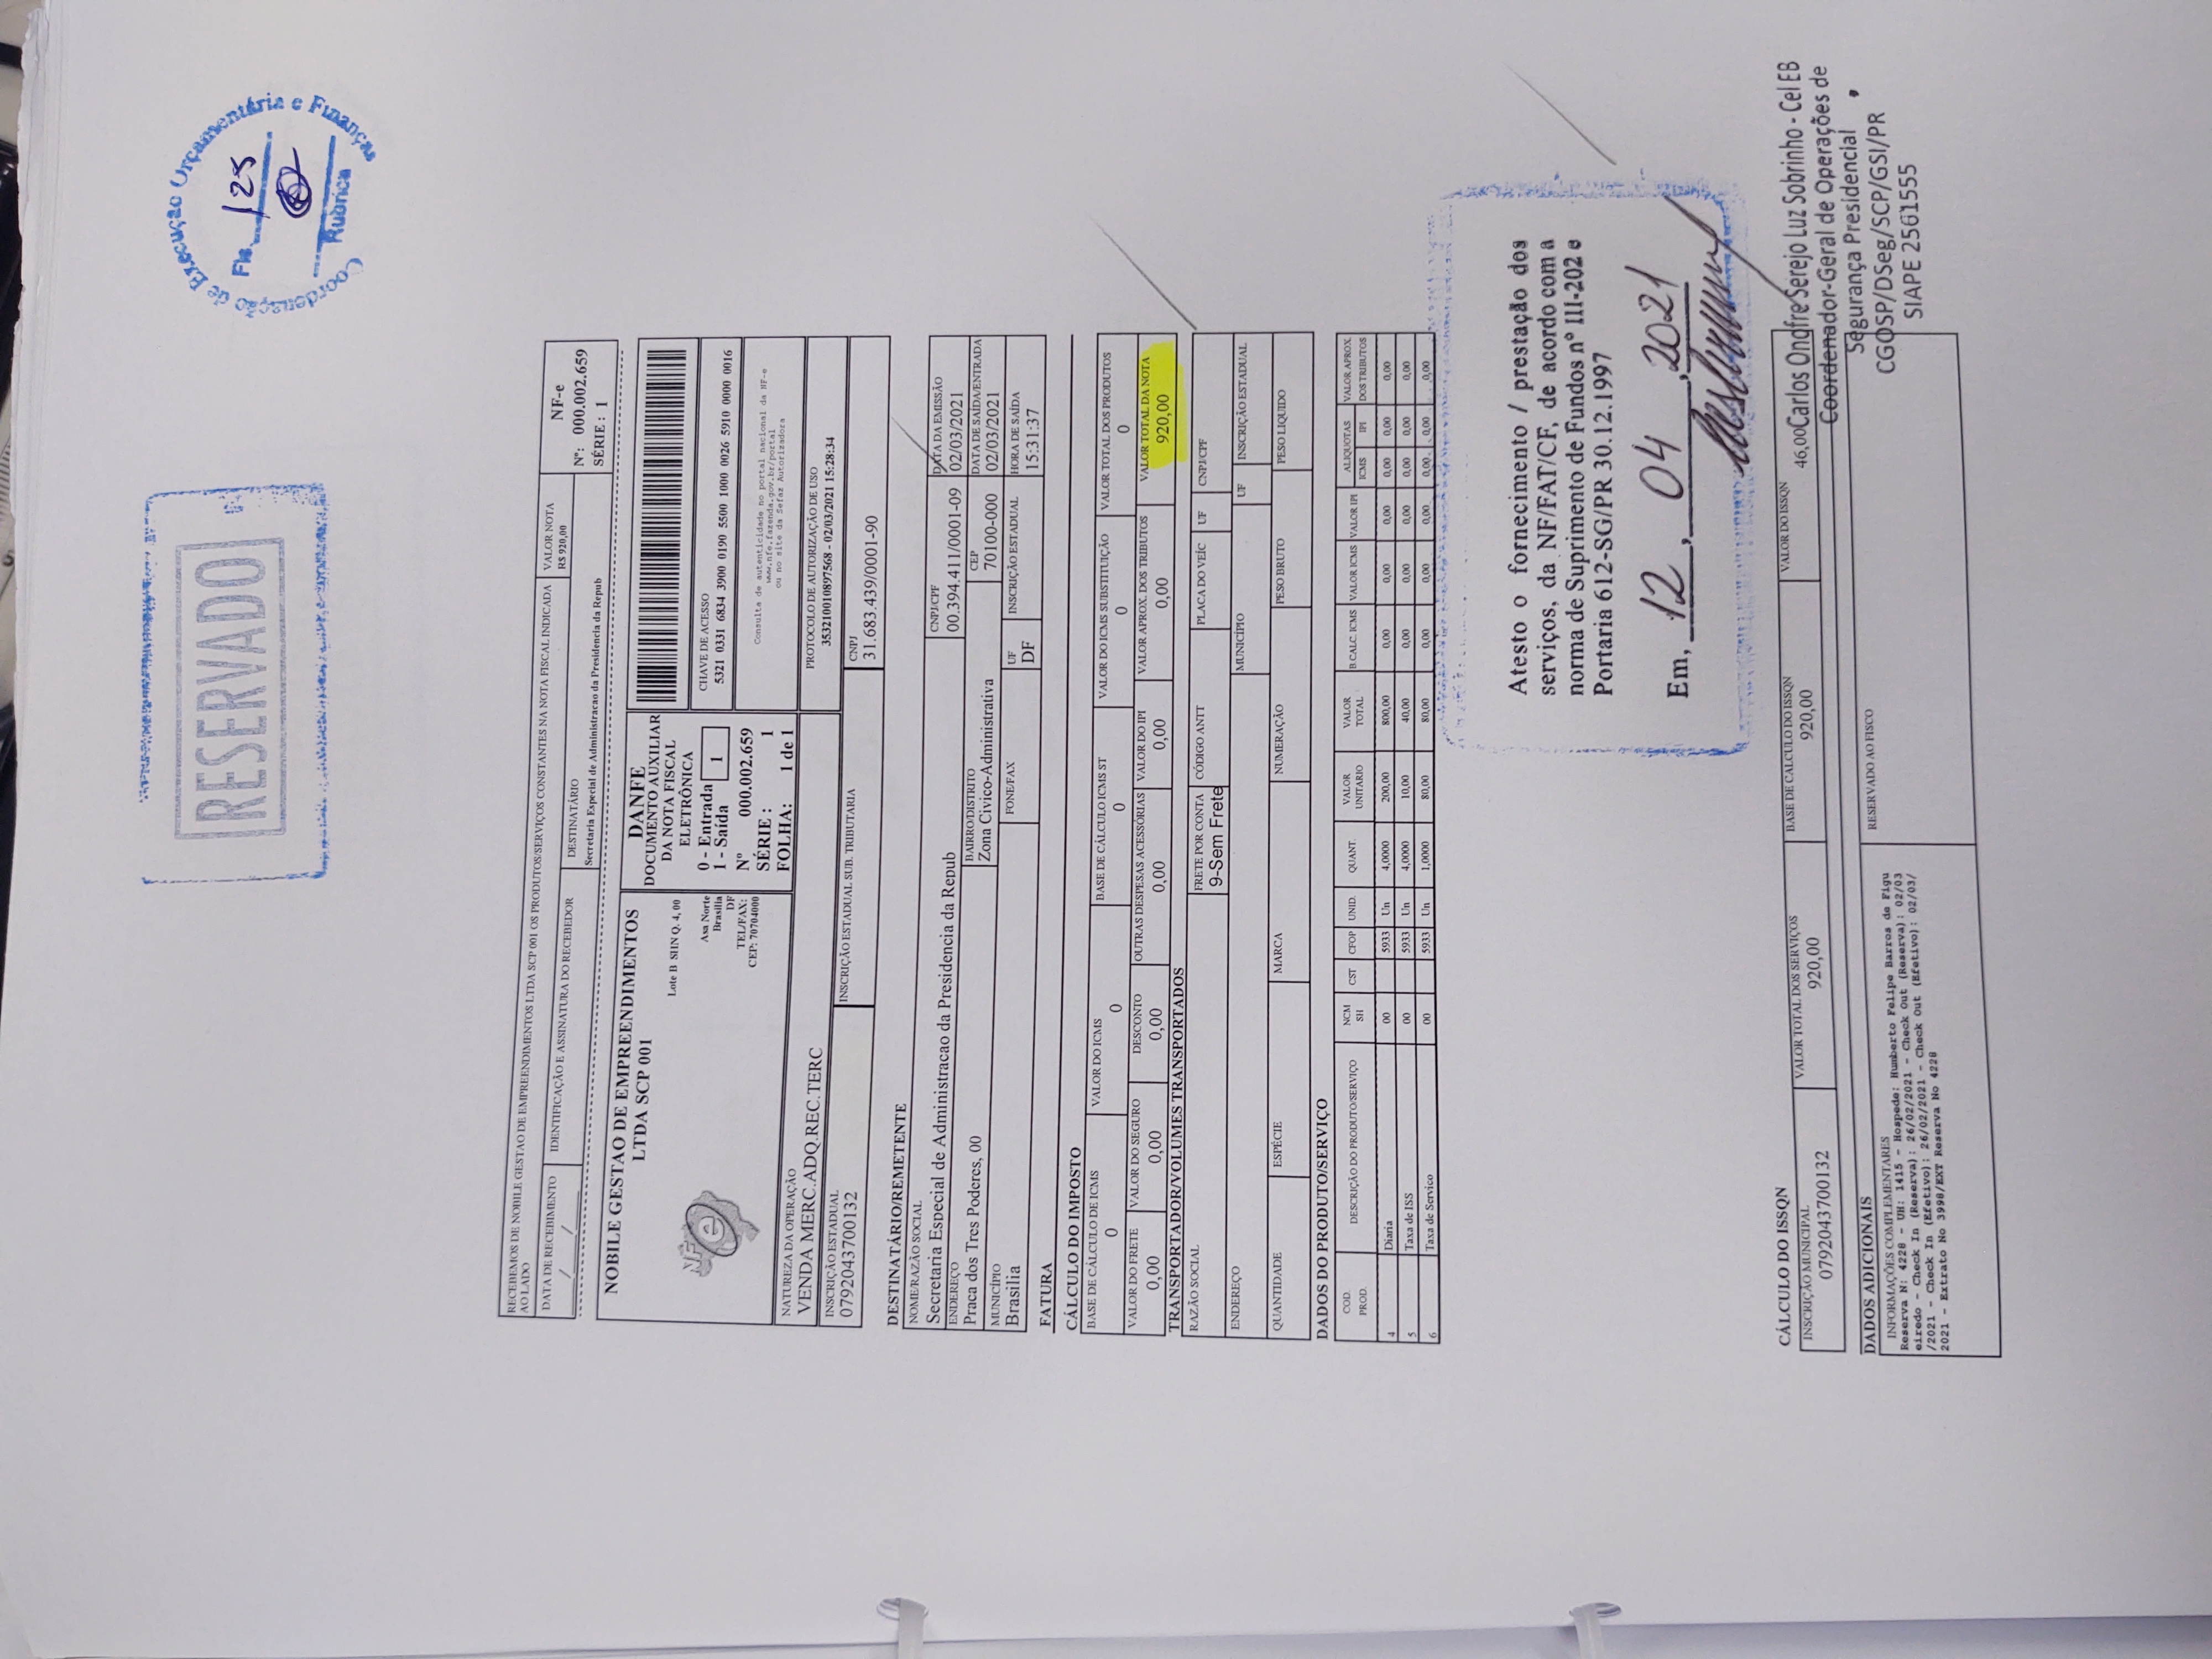 RESERVADO
Coordenação de Execução Orçamentária e Finanças
Fls. 125
Rubrica
RECEBEMOS DE NOBILE GESTAO DE EMPREENDIMENTOS LTDA SCP 001 OS PRODUTOS/SERVIÇOS CONSTANTES NA NOTA FISCAL INDICADA
AO LADO
VALOR NOTA
R$ 920,00
DATA DE RECEBIMENTO
__/__/__
IDENTIFICAÇÃO E ASSINATURA DO RECEBEDOR
DESTINATÁRIO
Secretaria Especial de Administracao da Presidencia da Repub
NF-e
Nº: 000.002.659
SÉRIE : 1
NOBILE GESTAO DE EMPREENDIMENTOS
LTDA SCP 001
NFe
Lote B SHN Q. 4, 00
Asa Norte
Brasilia
DF
TEL/FAX:
CEP: 70704000
DANFE
DOCUMENTO AUXILIAR
DA NOTA FISCAL
ELETRÔNICA
0 - Entrada
1 - Saída
1
Nº 000.002.659
SÉRIE : 1
FOLHA: 1 de 1
CHAVE DE ACESSO
5321 0331 6834 3900 0190 5500 1000 0026 5910 0000 0016
Consulta de autenticidade no portal nacional da NF-e
www.nfe.fazenda.gov.br/portal
ou no site da Sefaz Autorizadora
NATUREZA DA OPERAÇÃO
VENDA MERC.ADQ.REC.TERC
PROTOCOLO DE AUTORIZAÇÃO DE USO
353210010897568 - 02/03/2021 15:28:34
INSCRIÇÃO ESTADUAL
0792043700132
INSCRIÇÃO ESTADUAL SUB. TRIBUTARIA
CNPJ
31.683.439/0001-90
DESTINATÁRIO/REMETENTE
NOME/RAZÃO SOCIAL
Secretaria Especial de Administracao da Presidencia da Repub
CNPJ/CPF
00.394.411/0001-09
DATA DA EMISSÃO
02/03/2021
ENDEREÇO
Praca dos Tres Poderes, 00
BAIRRO/DISTRITO
Zona Civico-Administrativa
CEP
70100-000
DATA DE SAÍDA/ENTRADA
02/03/2021
MUNICÍPIO
Brasilia
FONE/FAX
UF
DF
INSCRIÇÃO ESTADUAL
HORA DE SAÍDA
15:31:37
FATURA
CÁLCULO DO IMPOSTO
BASE DE CÁLCULO DE ICMS
0
VALOR DO ICMS
0
BASE DE CÁLCULO ICMS ST
0
VALOR DO ICMS SUBSTITUIÇÃO
0
VALOR TOTAL DOS PRODUTOS
0
VALOR DO FRETE
0,00
VALOR DO SEGURO
0,00
DESCONTO
0,00
OUTRAS DESPESAS ACESSÓRIAS
0,00
VALOR DO IPI
0,00
VALOR APROX. DOS TRIBUTOS
0,00
VALOR TOTAL DA NOTA
920,00
TRANSPORTADOR/VOLUMES TRANSPORTADOS
RAZÃO SOCIAL
FRETE POR CONTA
9-Sem Frete
CÓDIGO ANTT
PLACA DO VEÍC
UF
CNPJ/CPF
ENDEREÇO
MUNICÍPIO
UF
INSCRIÇÃO ESTADUAL
QUANTIDADE
ESPÉCIE
MARCA
NUMERAÇÃO
PESO BRUTO
PESO LIQUIDO
DADOS DO PRODUTO/SERVIÇO
COD. PROD. DESCRIÇÃO DO PRODUTO/SERVIÇO NCM SH CST CFOP UNID. QUANT. VALOR UNITARIO VALOR TOTAL B.CALC. ICMS VALOR ICMS VALOR IPI ALIQUOTAS ICMS IPI VALOR APROX. DOS TRIBUTOS
4 Diaria 00 5933 Un 4,0000 200,00 800,00 0,00 0,00 0,00 0,00 0,00 0,00
5 Taxa de ISS 00 5933 Un 4,0000 10,00 40,00 0,00 0,00 0,00 0,00 0,00 0,00
6 Taxa de Servico 00 5933 Un 1,0000 80,00 80,00 0,00 0,00 0,00 0,00 0,00 0,00
Atesto o fornecimento / prestação dos
serviços, da NF/FAT/CF, de acordo com a
norma de Suprimento de Fundos nº III-202 e
Portaria 612-SG/PR 30.12.1997
Em, 12, 04, 2021
CÁLCULO DO ISSQN
INSCRIÇÃO MUNICIPAL
0792043700132
VALOR TOTAL DOS SERVIÇOS
920,00
BASE DE CALCULO DO ISSQN
920,00
VALOR DO ISSQN
46,00
Carlos Onofre Serejo Luz Sobrinho - Cel EB
Coordenador-Geral de Operações de
Segurança Presidencial
CGOSP/DSeg/SCP/GSI/PR
SIAPE 2561555
DADOS ADICIONAIS
INFORMAÇÕES COMPLEMENTARES
Reserva N: 4228 - UH: 1415 - Hospede: Humberto Felipe Barros de Figu
eiredo - Check In (Reserva): 26/02/2021 - Check Out (Reserva): 02/03
/2021 - Check In (Efetivo): 26/02/2021 - Check Out (Efetivo): 02/03/
2021 - Extrato No 3998/EXT Reserva No 4228
RESERVADO AO FISCO